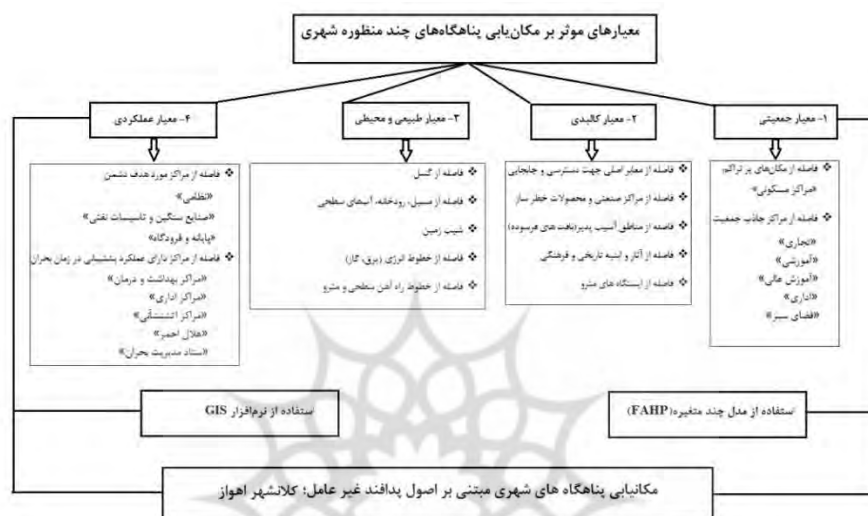 معیارهای موثر بر مکان‌یابی پناهگاه‌های چند منظوره شهری
۱- معیار جمعیتی
❖ فاصله از مکان‌های پر تراکم
«مراکز مسکونی»
❖ فاصله از مراکز جاذب جمعیت
«تجاری»
«آموزشی»
«آموزش عالی»
«اداری»
«فضای سبز»
۲- معیار کالبدی
❖ فاصله از معابر اصلی جهت دسترسی و جابجایی
❖ فاصله از مراکز صنعتی و محصولات خطر ساز
❖ فاصله از مناطق آسیب پذیر(بافت های فرسوده)
❖ فاصله از آثار و ابنیه تاریخی و فرهنگی
❖ فاصله از ایستگاه های مترو
۳- معیار طبیعی و محیطی
❖ فاصله از گسل
❖ فاصله از مسیل، رودخانه، آب‌های سطحی
❖ شیب زمین
❖ فاصله از خطوط انرژی (برق، گاز)
❖ فاصله از خطوط راه آهن سطحی و مترو
۴- معیار عملکردی
❖ فاصله از مراکز مورد هدف دشمن
«نظامی»
«صنایع سنگین و تاسیسات نفتی»
«پایانه و فرودگاه»
❖ فاصله از مراکز دارای عملکرد پشتیبانی در زمان بحران
«مراکز بهداشت و درمان»
«مراکز اداری»
«مراکز آتشنشانی»
«هلال احمر»
«ستاد مدیریت بحران»
ستفاده از مدل چند متغیره(FAHP)
ستفاده از نرم‌افزار GIS
مکانیابی پناهگاه های شهری مبتنی بر اصول پدافند غیر عامل؛ کلانشهر اهواز